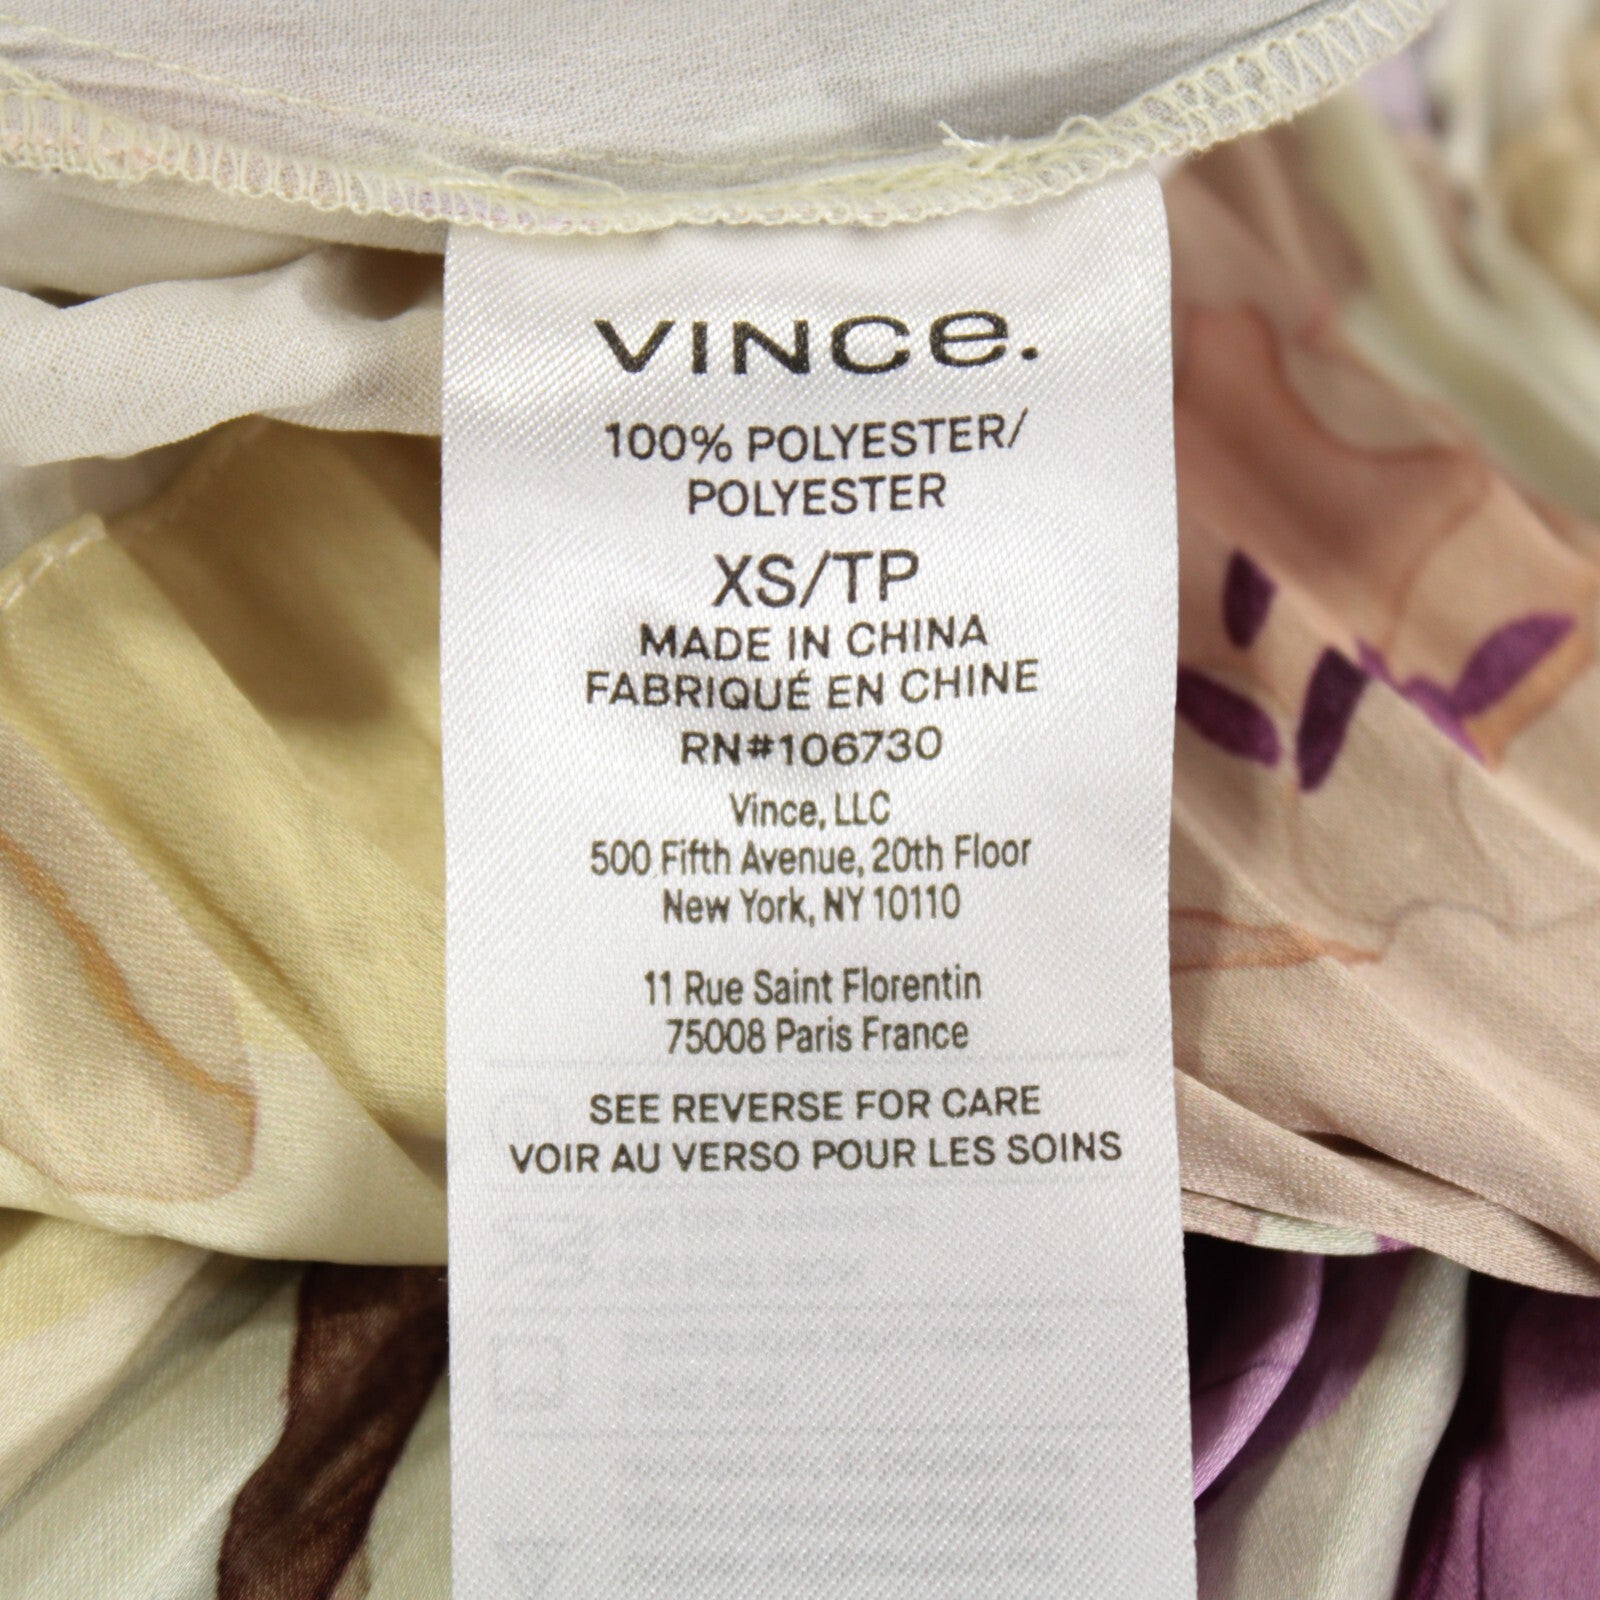 VINCe.
100% POLYESTER/
POLYESTER
XS/TP
MADE IN CHINA
FABRIQUÉ EN CHINE
RN#106730
Vince, LLC
500 Fifth Avenue, 20th Floor
New York, NY 10110
11 Rue Saint Florentin
75008 Paris France
SEE REVERSE FOR CARE
VOIR AU VERSO POUR LES SOINS